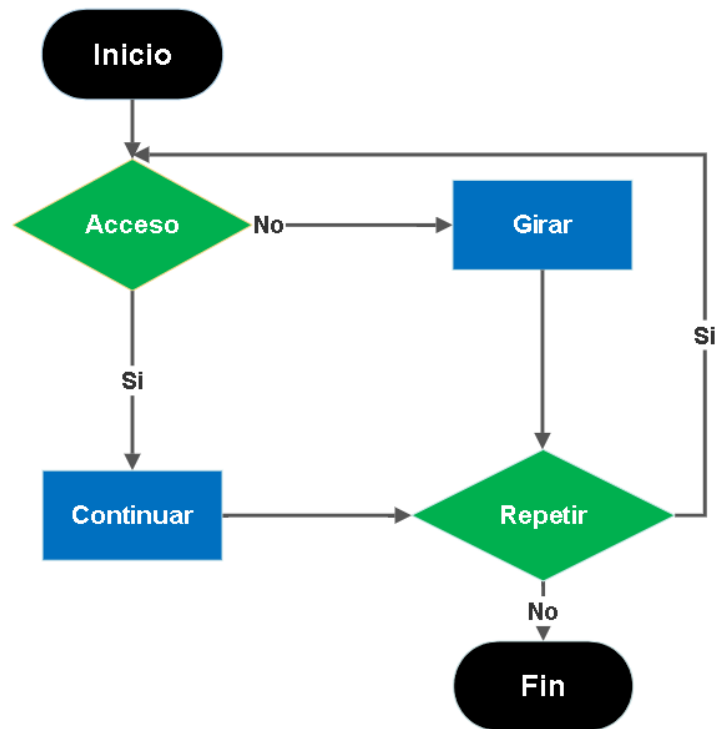 Inicio
Acceso
No
Girar
Si
Si
Continuar
Repetir
No
Fin